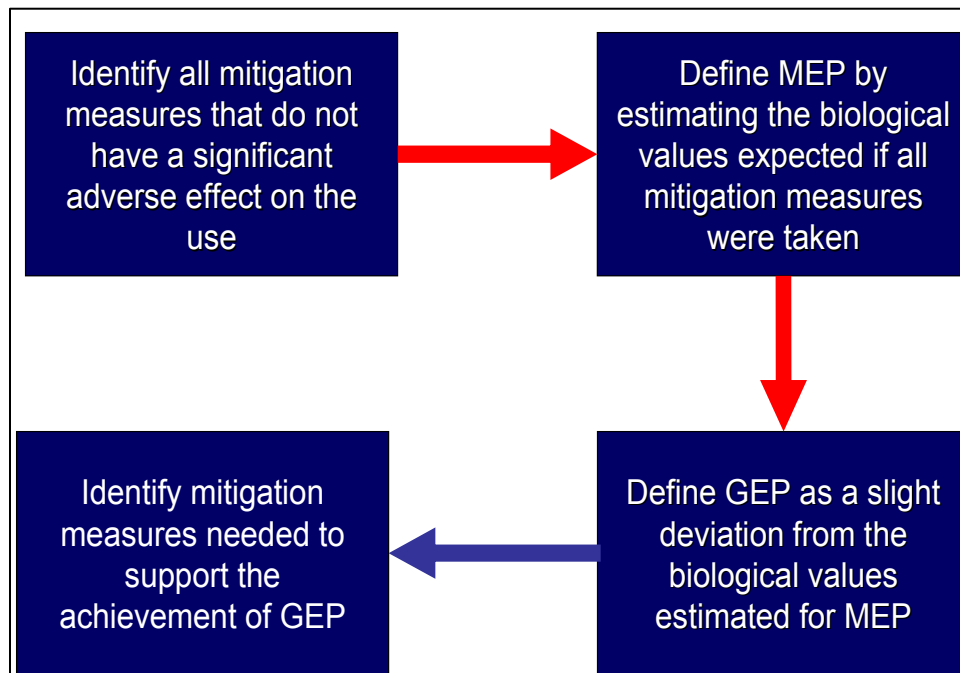 Identify all mitigation
measures that do not
have a significant
adverse effect on the
use
Define MEP by
estimating the biological
values expected if all
mitigation measures
were taken
Define GEP as a slight
deviation from the
biological values
estimated for MEP
Identify mitigation
measures needed to
support the
achievement of GEP